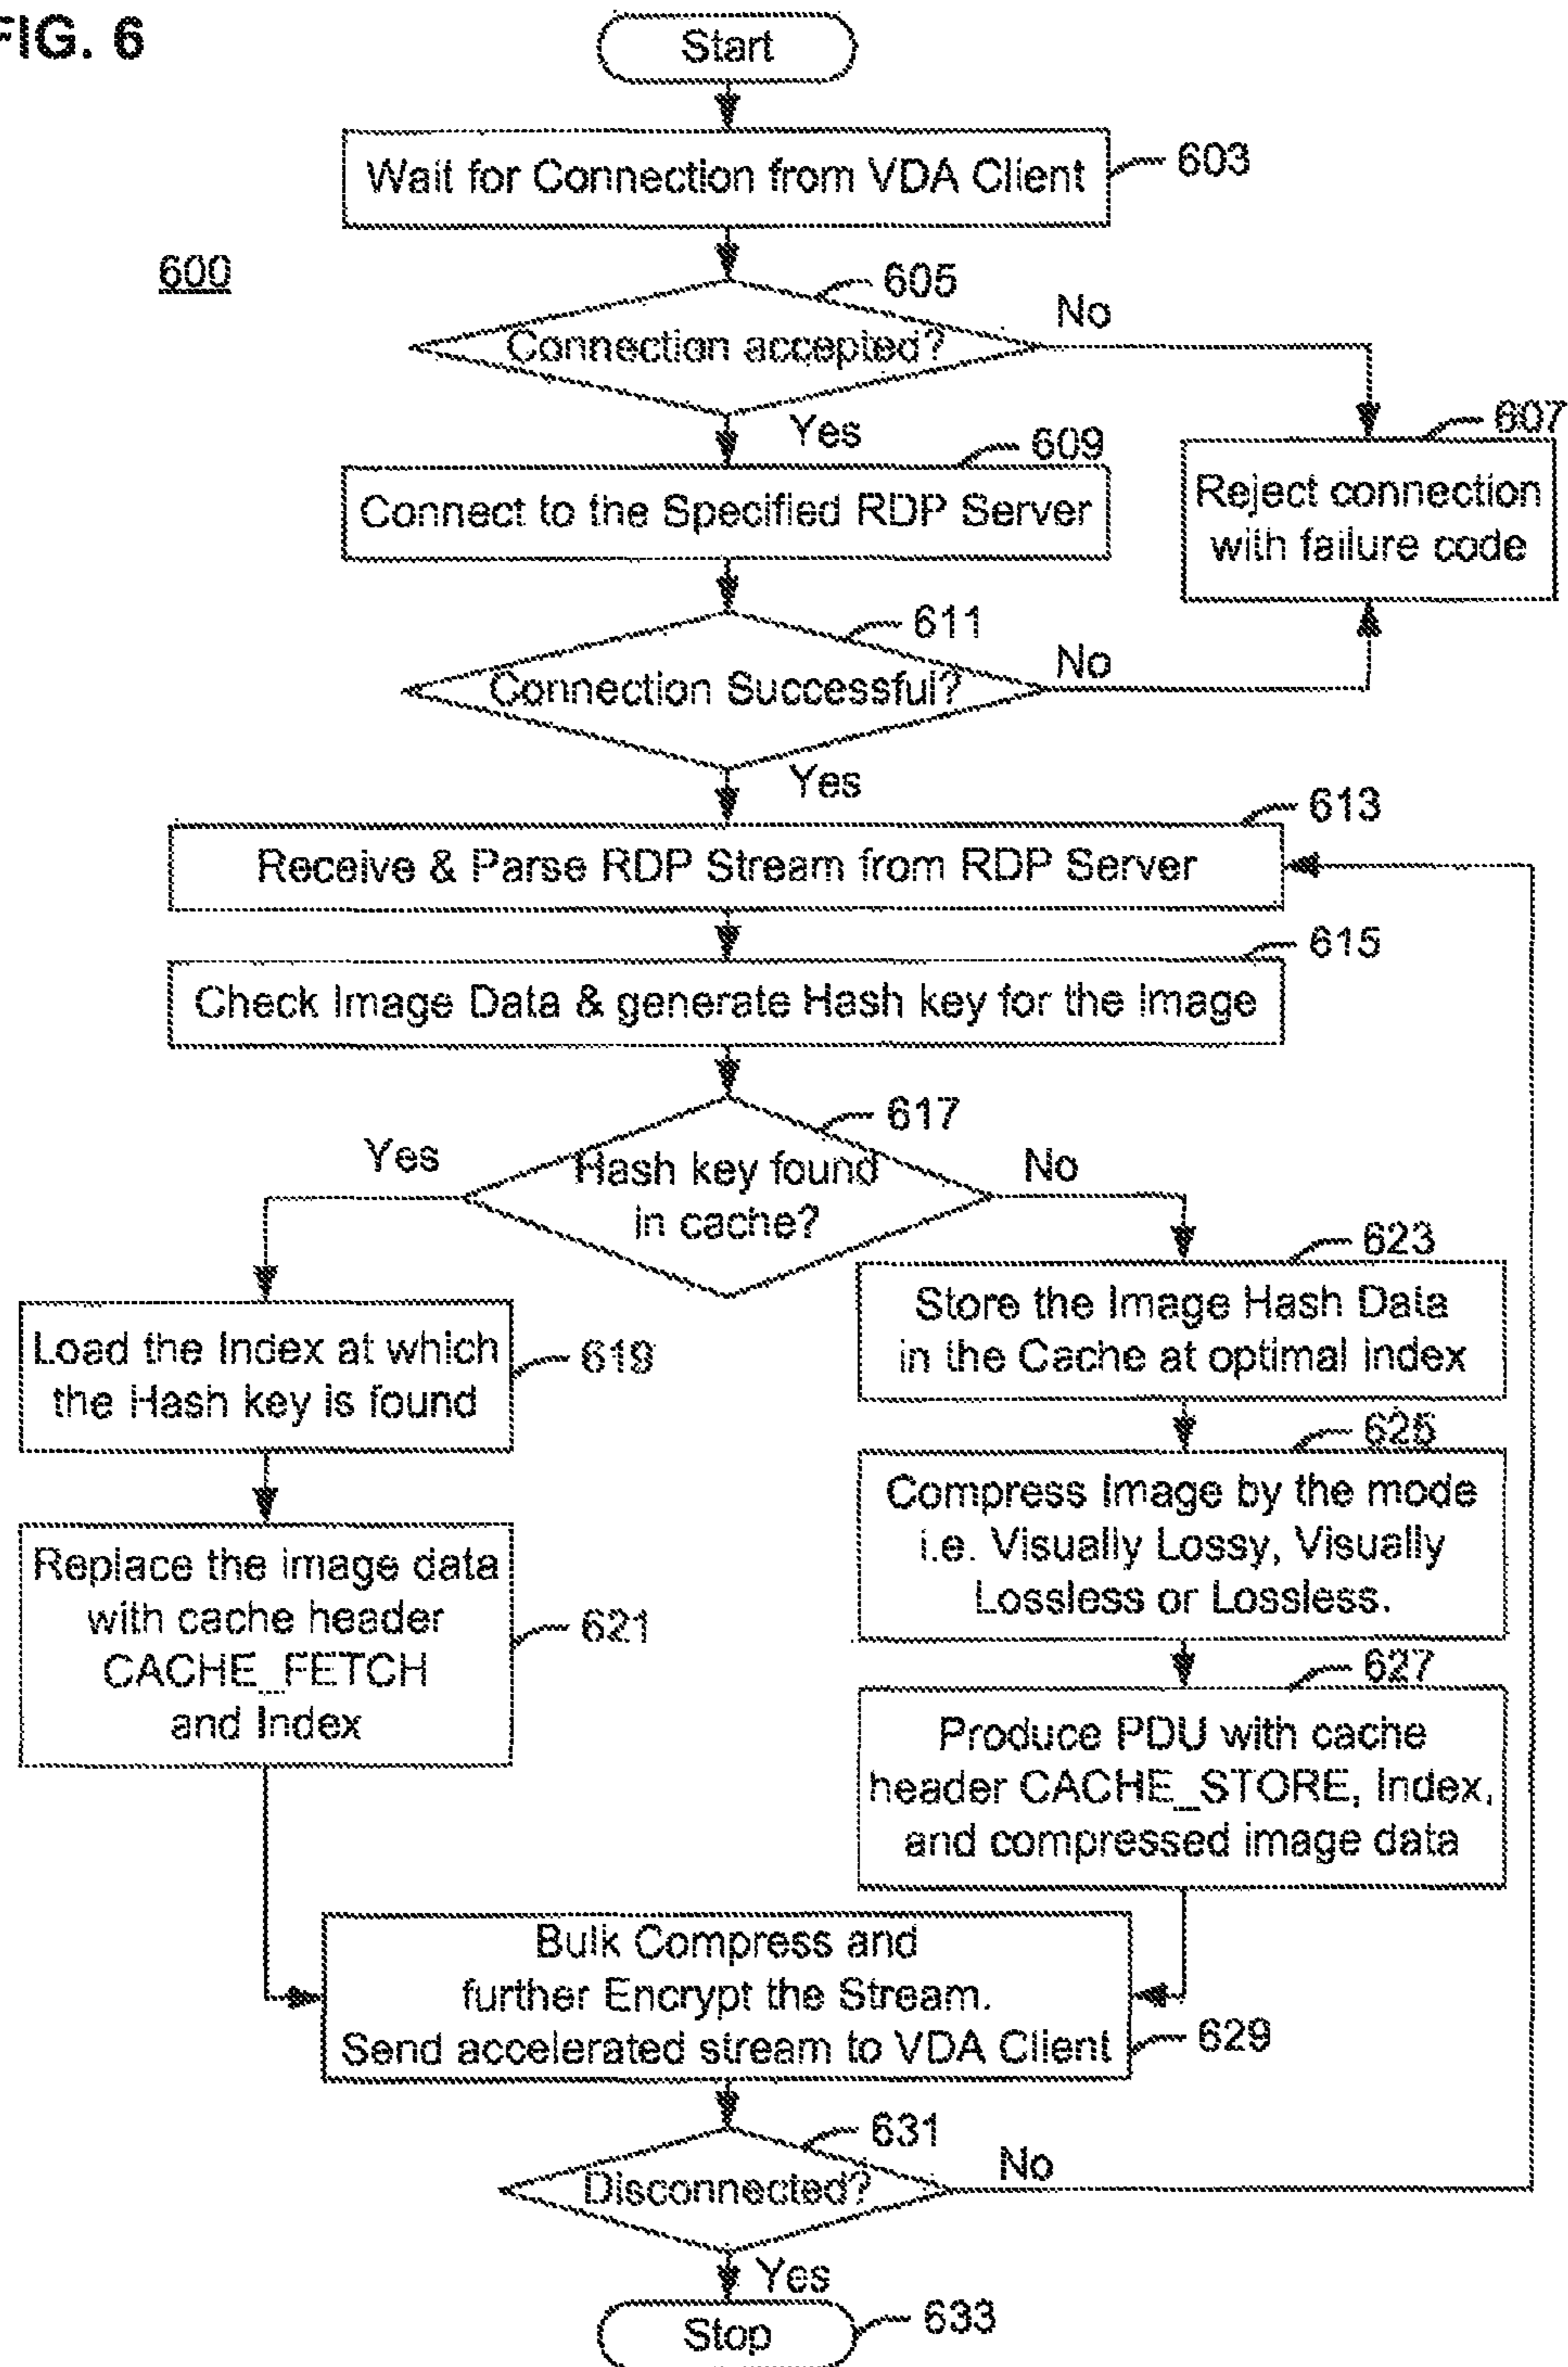 FIG. 6
Start
Wait for Connection from VDA Client
603
600
605
Connection accepted?
No
Yes
607
Reject connection
with failure code
609
Connect to the Specified RDP Server
611
Connection Successful?
No
Yes
613
Receive & Parse RDP Stream from RDP Server
615
Check Image Data & generate Hash key for the Image
617
Hash key found
in cache?
Yes
No
619
Load the Index at which
the Hash key is found
621
Replace the image data
with cache header
CACHE_FETCH
and Index
623
Store the Image Hash Data
in the Cache at optimal index
625
Compress Image by the mode
i.e. Visually Lossy, Visually
Lossless or Lossless.
627
Produce PDU with cache
header CACHE_STORE, Index,
and compressed image data
Bulk Compress and
further Encrypt the Stream.
Send accelerated stream to VDA Client
629
631
Disconnected?
No
Yes
Stop
633